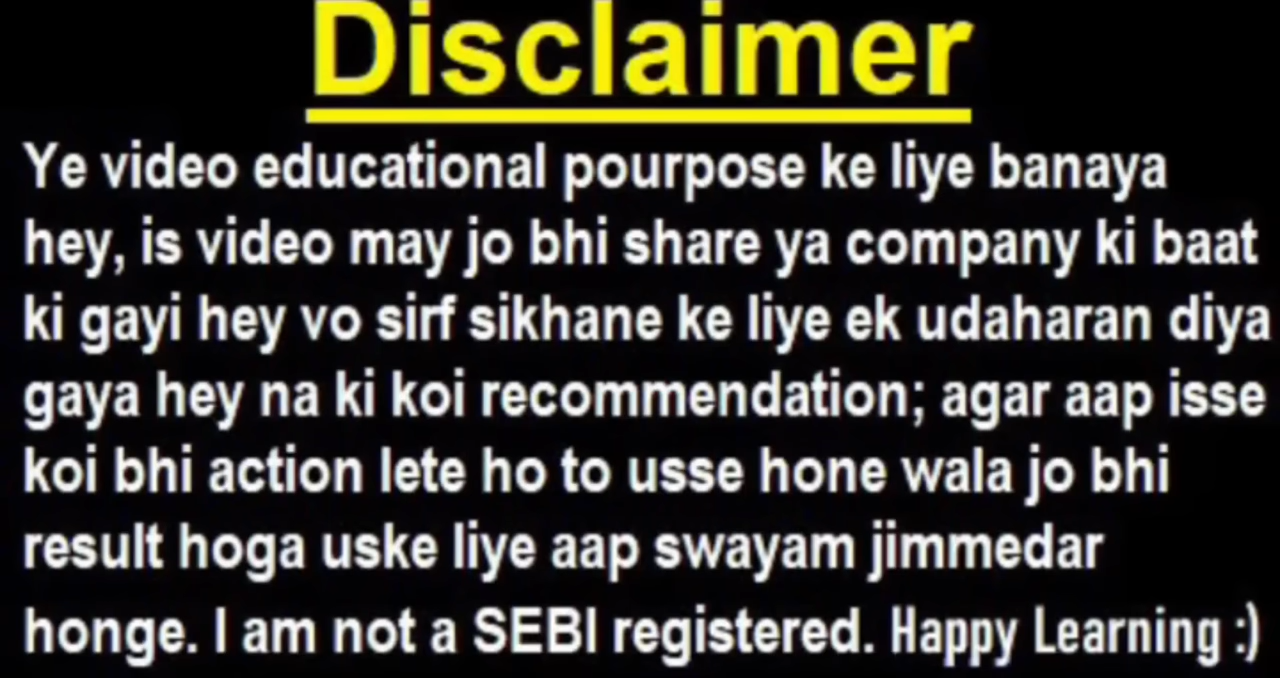 Disclaimer
Ye video educational pourpose ke liye banaya
hey, is video may jo bhi share ya company ki baat
ki gayi hey vo sirf sikhane ke liye ek udaharan diya
gaya hey na ki koi recommendation; agar aap isse
koi bhi action lete ho to usse hone wala jo bhi
result hoga uske liye aap swayam jimmedar
honge. I am not a SEBI registered. Happy Learning :)